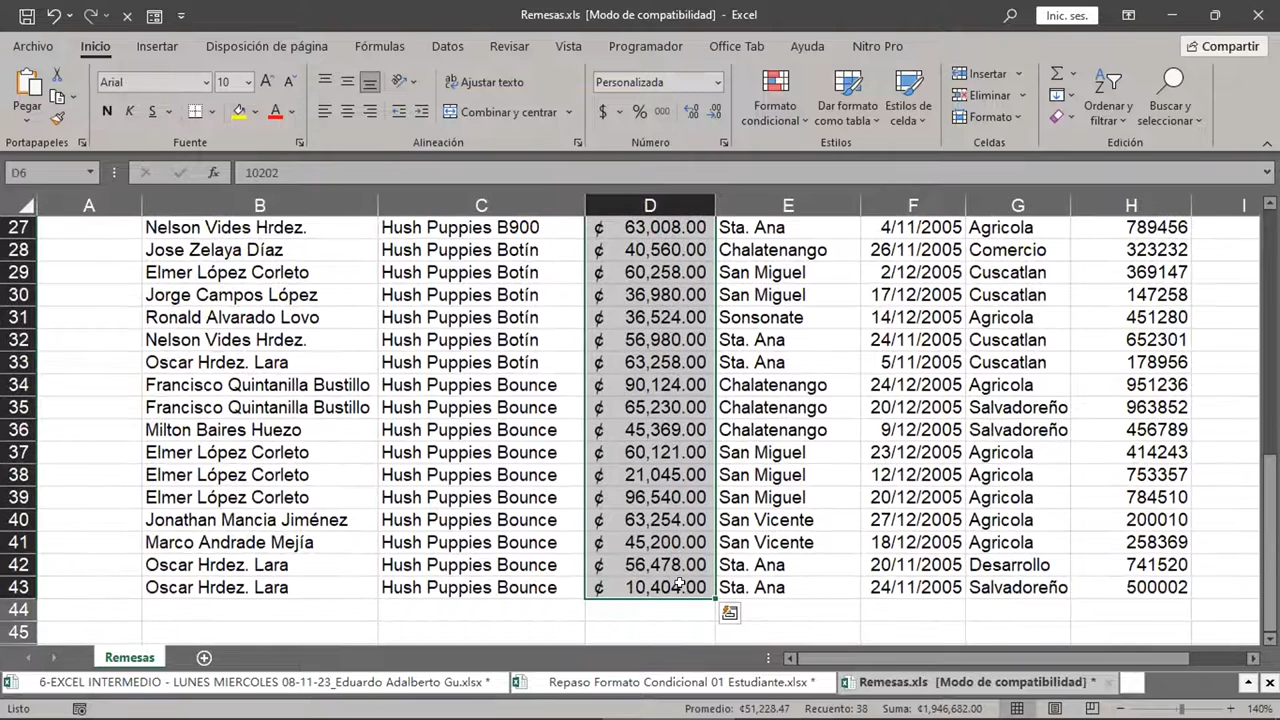 Remesas.xls [Modo de compatibilidad] - Excel
Inic. ses.
Archivo Inicio Insertar Disposición de página Fórmulas Datos Revisar Vista Programador Office Tab Ayuda Nitro Pro Compartir
Pegar Arial 10 Ajustar texto Personalizada Formato condicional Dar formato como tabla Estilos de celda Insertar Ordenar y filtrar Buscar y seleccionar
N K S Combinar y centrar $ % 000 Eliminar
Formato
Portapapeles Fuente Alineación Número Estilos Celdas Edición
D6 fx 10202
A B C D E F G H I
27 Nelson Vides Hrdez. Hush Puppies B900 ¢ 63,008.00 Sta. Ana 4/11/2005 Agricola 789456
28 Jose Zelaya Díaz Hush Puppies Botín ¢ 40,560.00 Chalatenango 26/11/2005 Comercio 323232
29 Elmer López Corleto Hush Puppies Botín ¢ 60,258.00 San Miguel 2/12/2005 Cuscatlan 369147
30 Jorge Campos López Hush Puppies Botín ¢ 36,980.00 San Miguel 17/12/2005 Cuscatlan 147258
31 Ronald Alvarado Lovo Hush Puppies Botín ¢ 36,524.00 Sonsonate 14/12/2005 Agricola 451280
32 Nelson Vides Hrdez. Hush Puppies Botín ¢ 56,980.00 Sta. Ana 24/11/2005 Cuscatlan 652301
33 Oscar Hrdez. Lara Hush Puppies Botín ¢ 63,258.00 Sta. Ana 5/11/2005 Cuscatlan 178956
34 Francisco Quintanilla Bustillo Hush Puppies Bounce ¢ 90,124.00 Chalatenango 24/12/2005 Agricola 951236
35 Francisco Quintanilla Bustillo Hush Puppies Bounce ¢ 65,230.00 Chalatenango 20/12/2005 Salvadoreño 963852
36 Milton Baires Huezo Hush Puppies Bounce ¢ 45,369.00 Chalatenango 9/12/2005 Salvadoreño 456789
37 Elmer López Corleto Hush Puppies Bounce ¢ 60,121.00 San Miguel 23/12/2005 Agricola 414243
38 Elmer López Corleto Hush Puppies Bounce ¢ 21,045.00 San Miguel 12/12/2005 Agricola 753357
39 Elmer López Corleto Hush Puppies Bounce ¢ 96,540.00 San Miguel 20/12/2005 Agricola 784510
40 Jonathan Mancia Jiménez Hush Puppies Bounce ¢ 63,254.00 San Vicente 27/12/2005 Agricola 200010
41 Marco Andrade Mejía Hush Puppies Bounce ¢ 45,200.00 San Vicente 18/12/2005 Agricola 258369
42 Oscar Hrdez. Lara Hush Puppies Bounce ¢ 56,478.00 Sta. Ana 20/11/2005 Desarrollo 741520
43 Oscar Hrdez. Lara Hush Puppies Bounce ¢ 10,404.00 Sta. Ana 24/11/2005 Salvadoreño 500002
44
45
Remesas
6-EXCEL INTERMEDIO - LUNES MIERCOLES 08-11-23_Eduardo Adalberto Gu.xlsx * Repaso Formato Condicional 01 Estudiante.xlsx * Remesas.xls [Modo de compatibilidad] *
Listo Promedio: ¢51,228.47 Recuento: 38 Suma: ¢1,946,682.00 140%